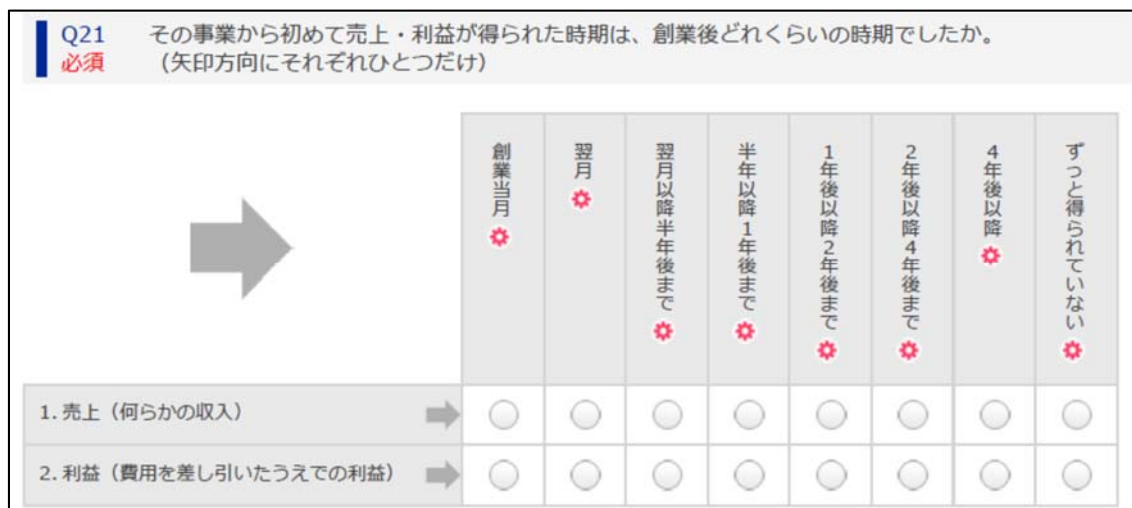 Q21 その事業から初めて売上・利益が得られた時期は、創業後どれくらいの時期でしたか。
必須 （矢印方向にそれぞれひとつだけ）
創業当月
翌月
翌月以降半年後まで
半年以降1年後まで
1年後以降2年後まで
2年後以降4年後まで
4年後以降
ずっと得られていない
1. 売上（何らかの収入）
2. 利益（費用を差し引いたうえでの利益）